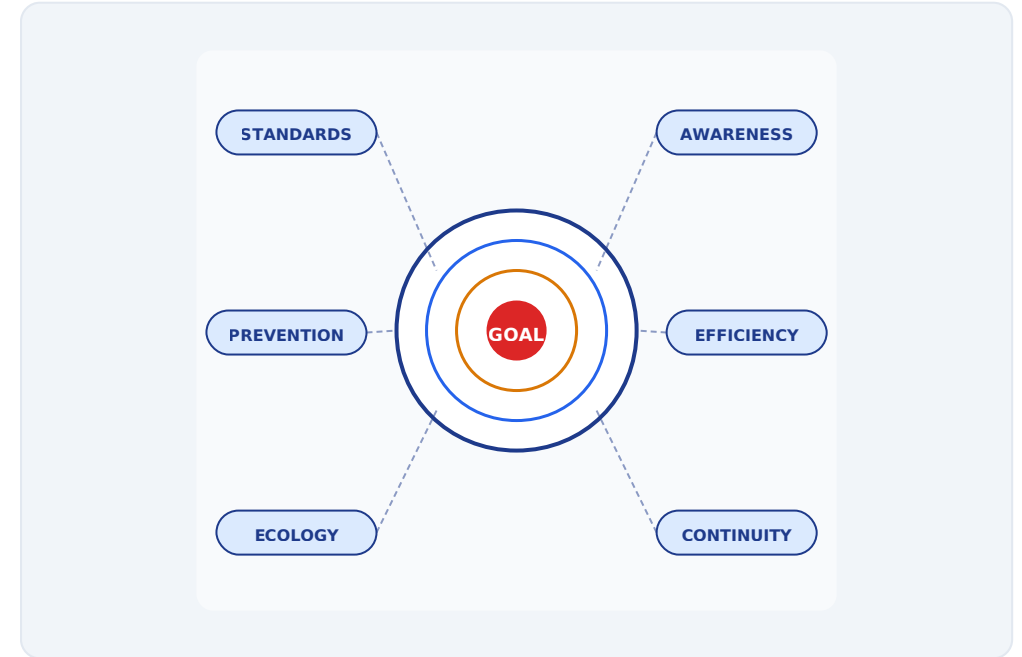 STANDARDS
AWARENESS
PREVENTION
GOAL
EFFICIENCY
ECOLOGY
CONTINUITY